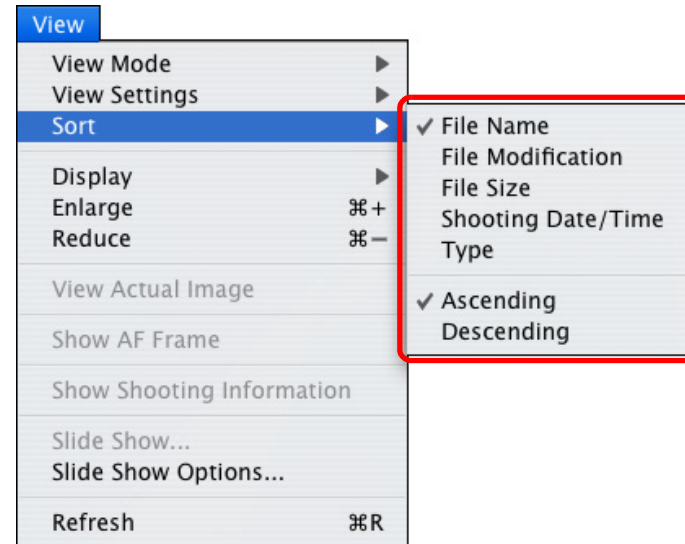 View
View Mode ▶
View Settings ▶
Sort ▶
Display ▶
Enlarge ⌘+
Reduce ⌘−
View Actual Image
Show AF Frame
Show Shooting Information
Slide Show...
Slide Show Options...
Refresh ⌘R
✓ File Name
File Modification
File Size
Shooting Date/Time
Type
✓ Ascending
Descending